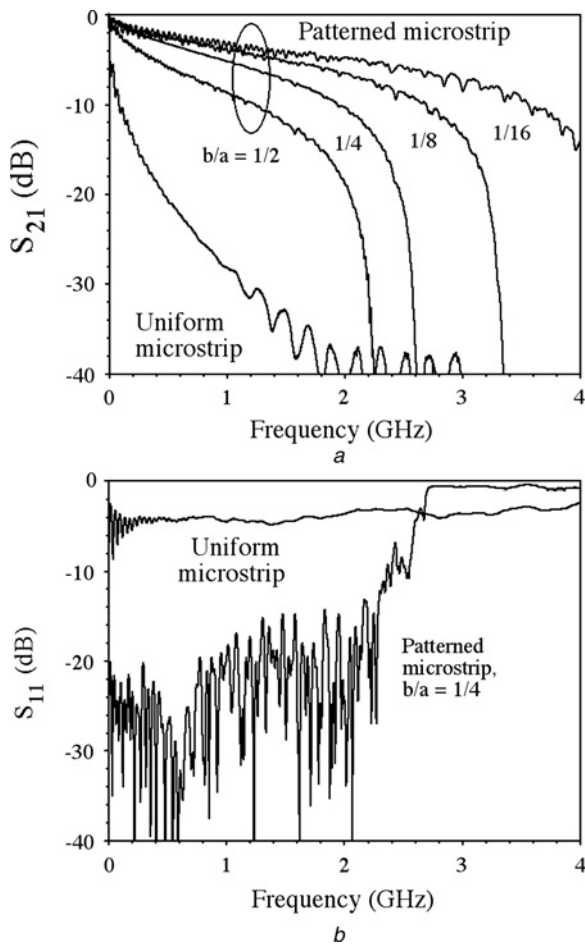 0
Patterned microstrip
-10
b/a = 1/2
1/4
1/8
1/16
S21 (dB)
-20
-30
Uniform
microstrip
-40
0
1
2
3
4
Frequency (GHz)
a
0
Uniform
microstrip
-10
Patterned
microstrip,
b/a = 1/4
S11 (dB)
-20
-30
-40
0
1
2
3
4
Frequency (GHz)
b